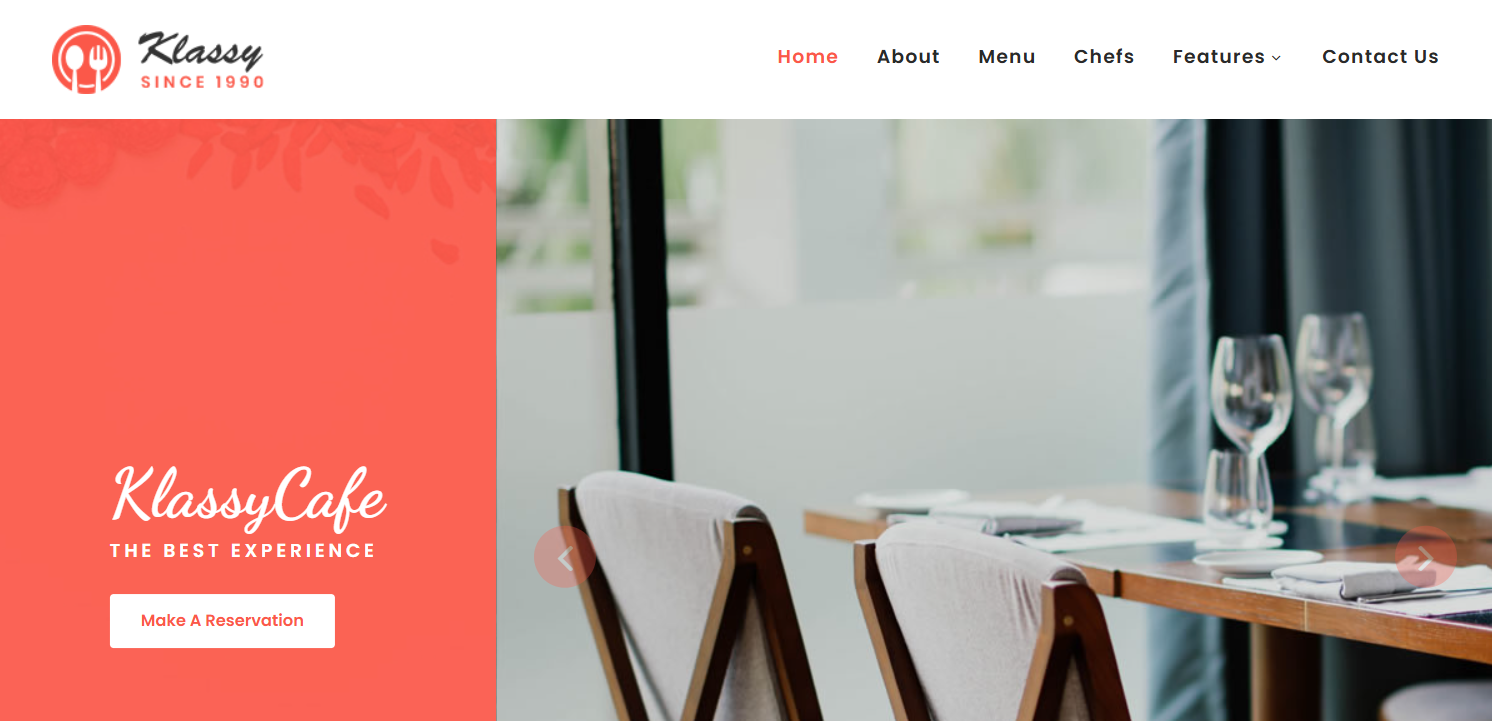 Klassy
SINCE 1990
Home About Menu Chefs Features Contact Us
KlassyCafe
THE BEST EXPERIENCE
Make A Reservation